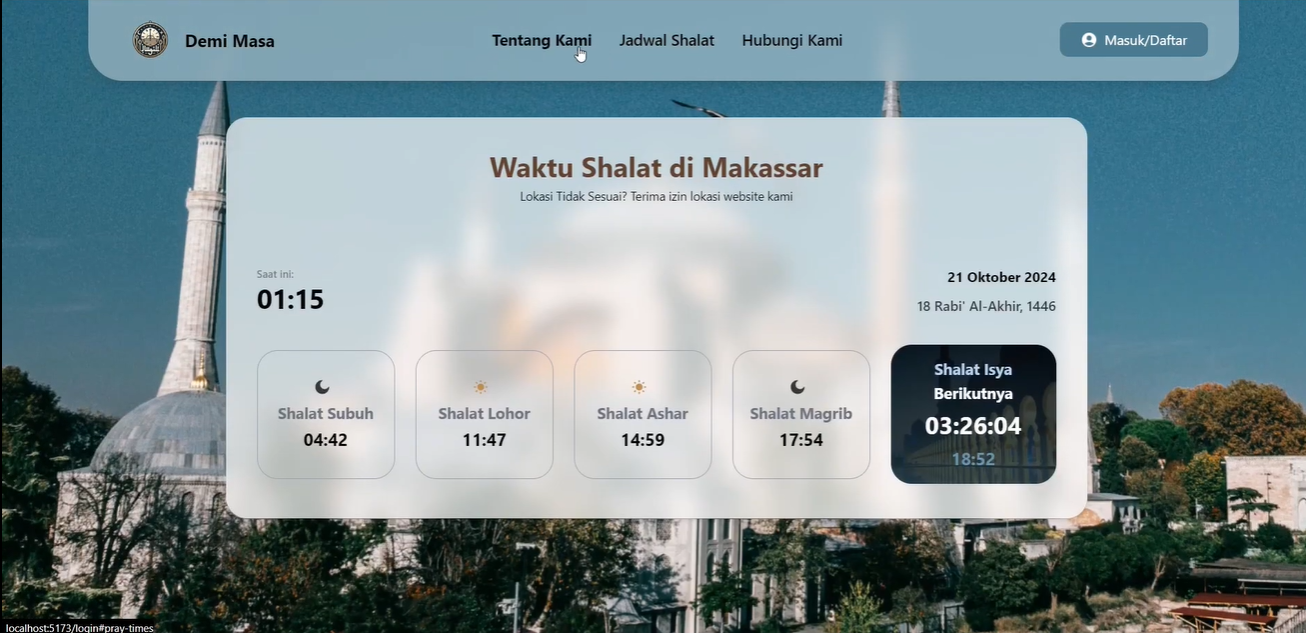 Demi Masa
Tentang Kami
Jadwal Shalat
Hubungi Kami
Masuk/Daftar
Waktu Shalat di Makassar
Lokasi Tidak Sesuai? Terima izin lokasi website kami
Saat ini:
01:15
21 Oktober 2024
18 Rabi' Al-Akhir, 1446
Shalat Subuh
04:42
Shalat Lohor
11:47
Shalat Ashar
14:59
Shalat Magrib
17:54
Shalat Isya
Berikutnya
03:26:04
18:52
localhost:5173/login#pray-times